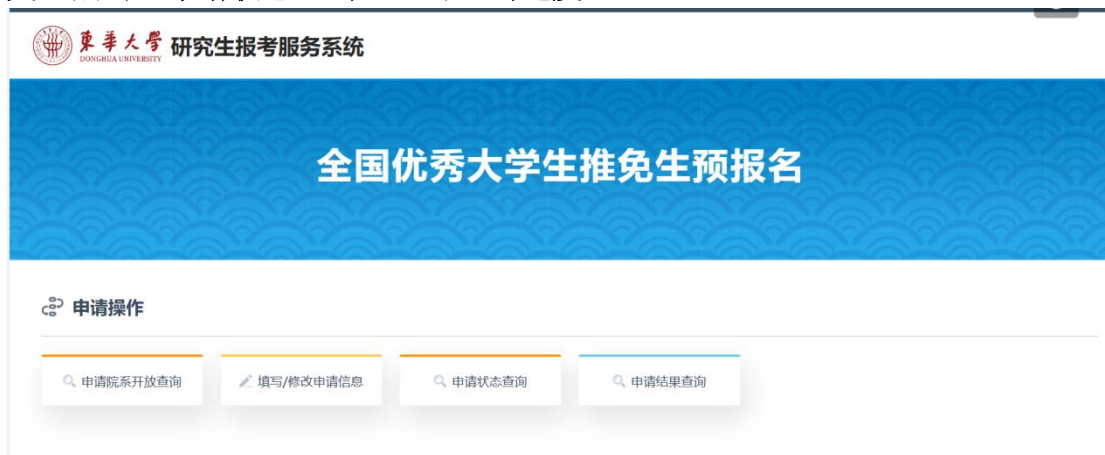 東華大學 研究生报考服务系统
DONGHUA UNIVERSITY
全国优秀大学生推免生预报名
申请操作
申请院系开放查询 填写/修改申请信息 申请状态查询 申请结果查询